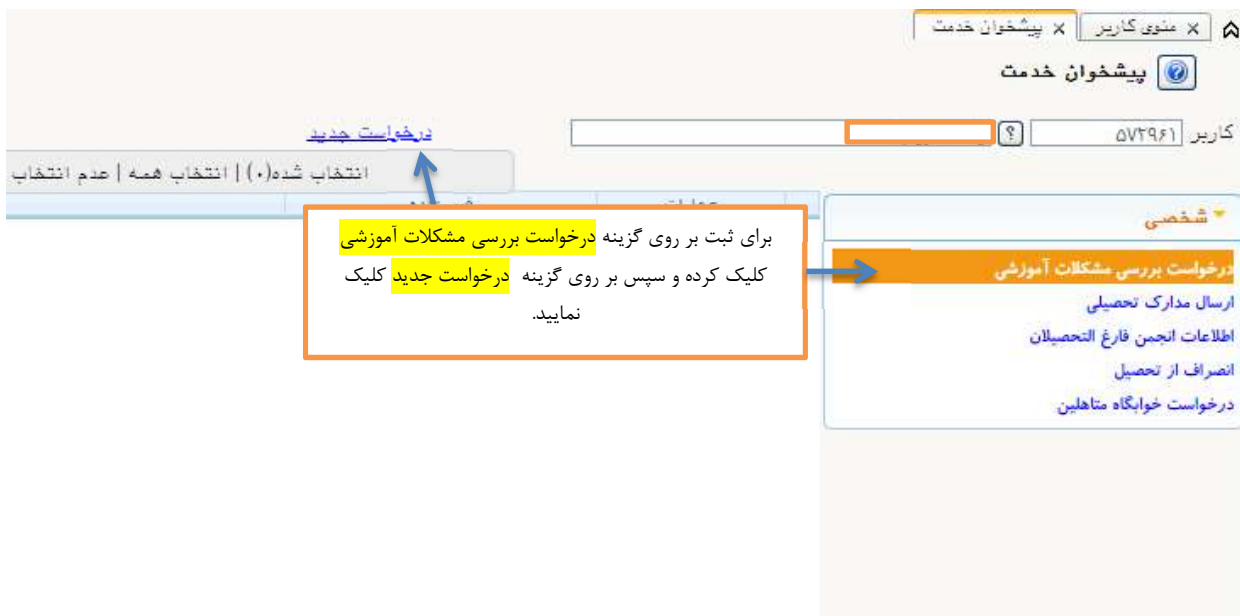 منوی کاربر × پیشخوان خدمت ×
پیشخوان خدمت
کاربر ۵۷۲۹۶۱ ؟
درخواست جدید
انتخاب شده(۰) | انتخاب همه | عدم انتخاب
شخصی
درخواست بررسی مشکلات آموزشی
ارسال مدارک تحصیلی
اطلاعات انجمن فارغ التحصیلان
انصراف از تحصیل
درخواست خوابگاه متاهلین
برای ثبت بر روی گزینه درخواست بررسی مشکلات آموزشی
کلیک کرده و سپس بر روی گزینه درخواست جدید کلیک
نمایید.